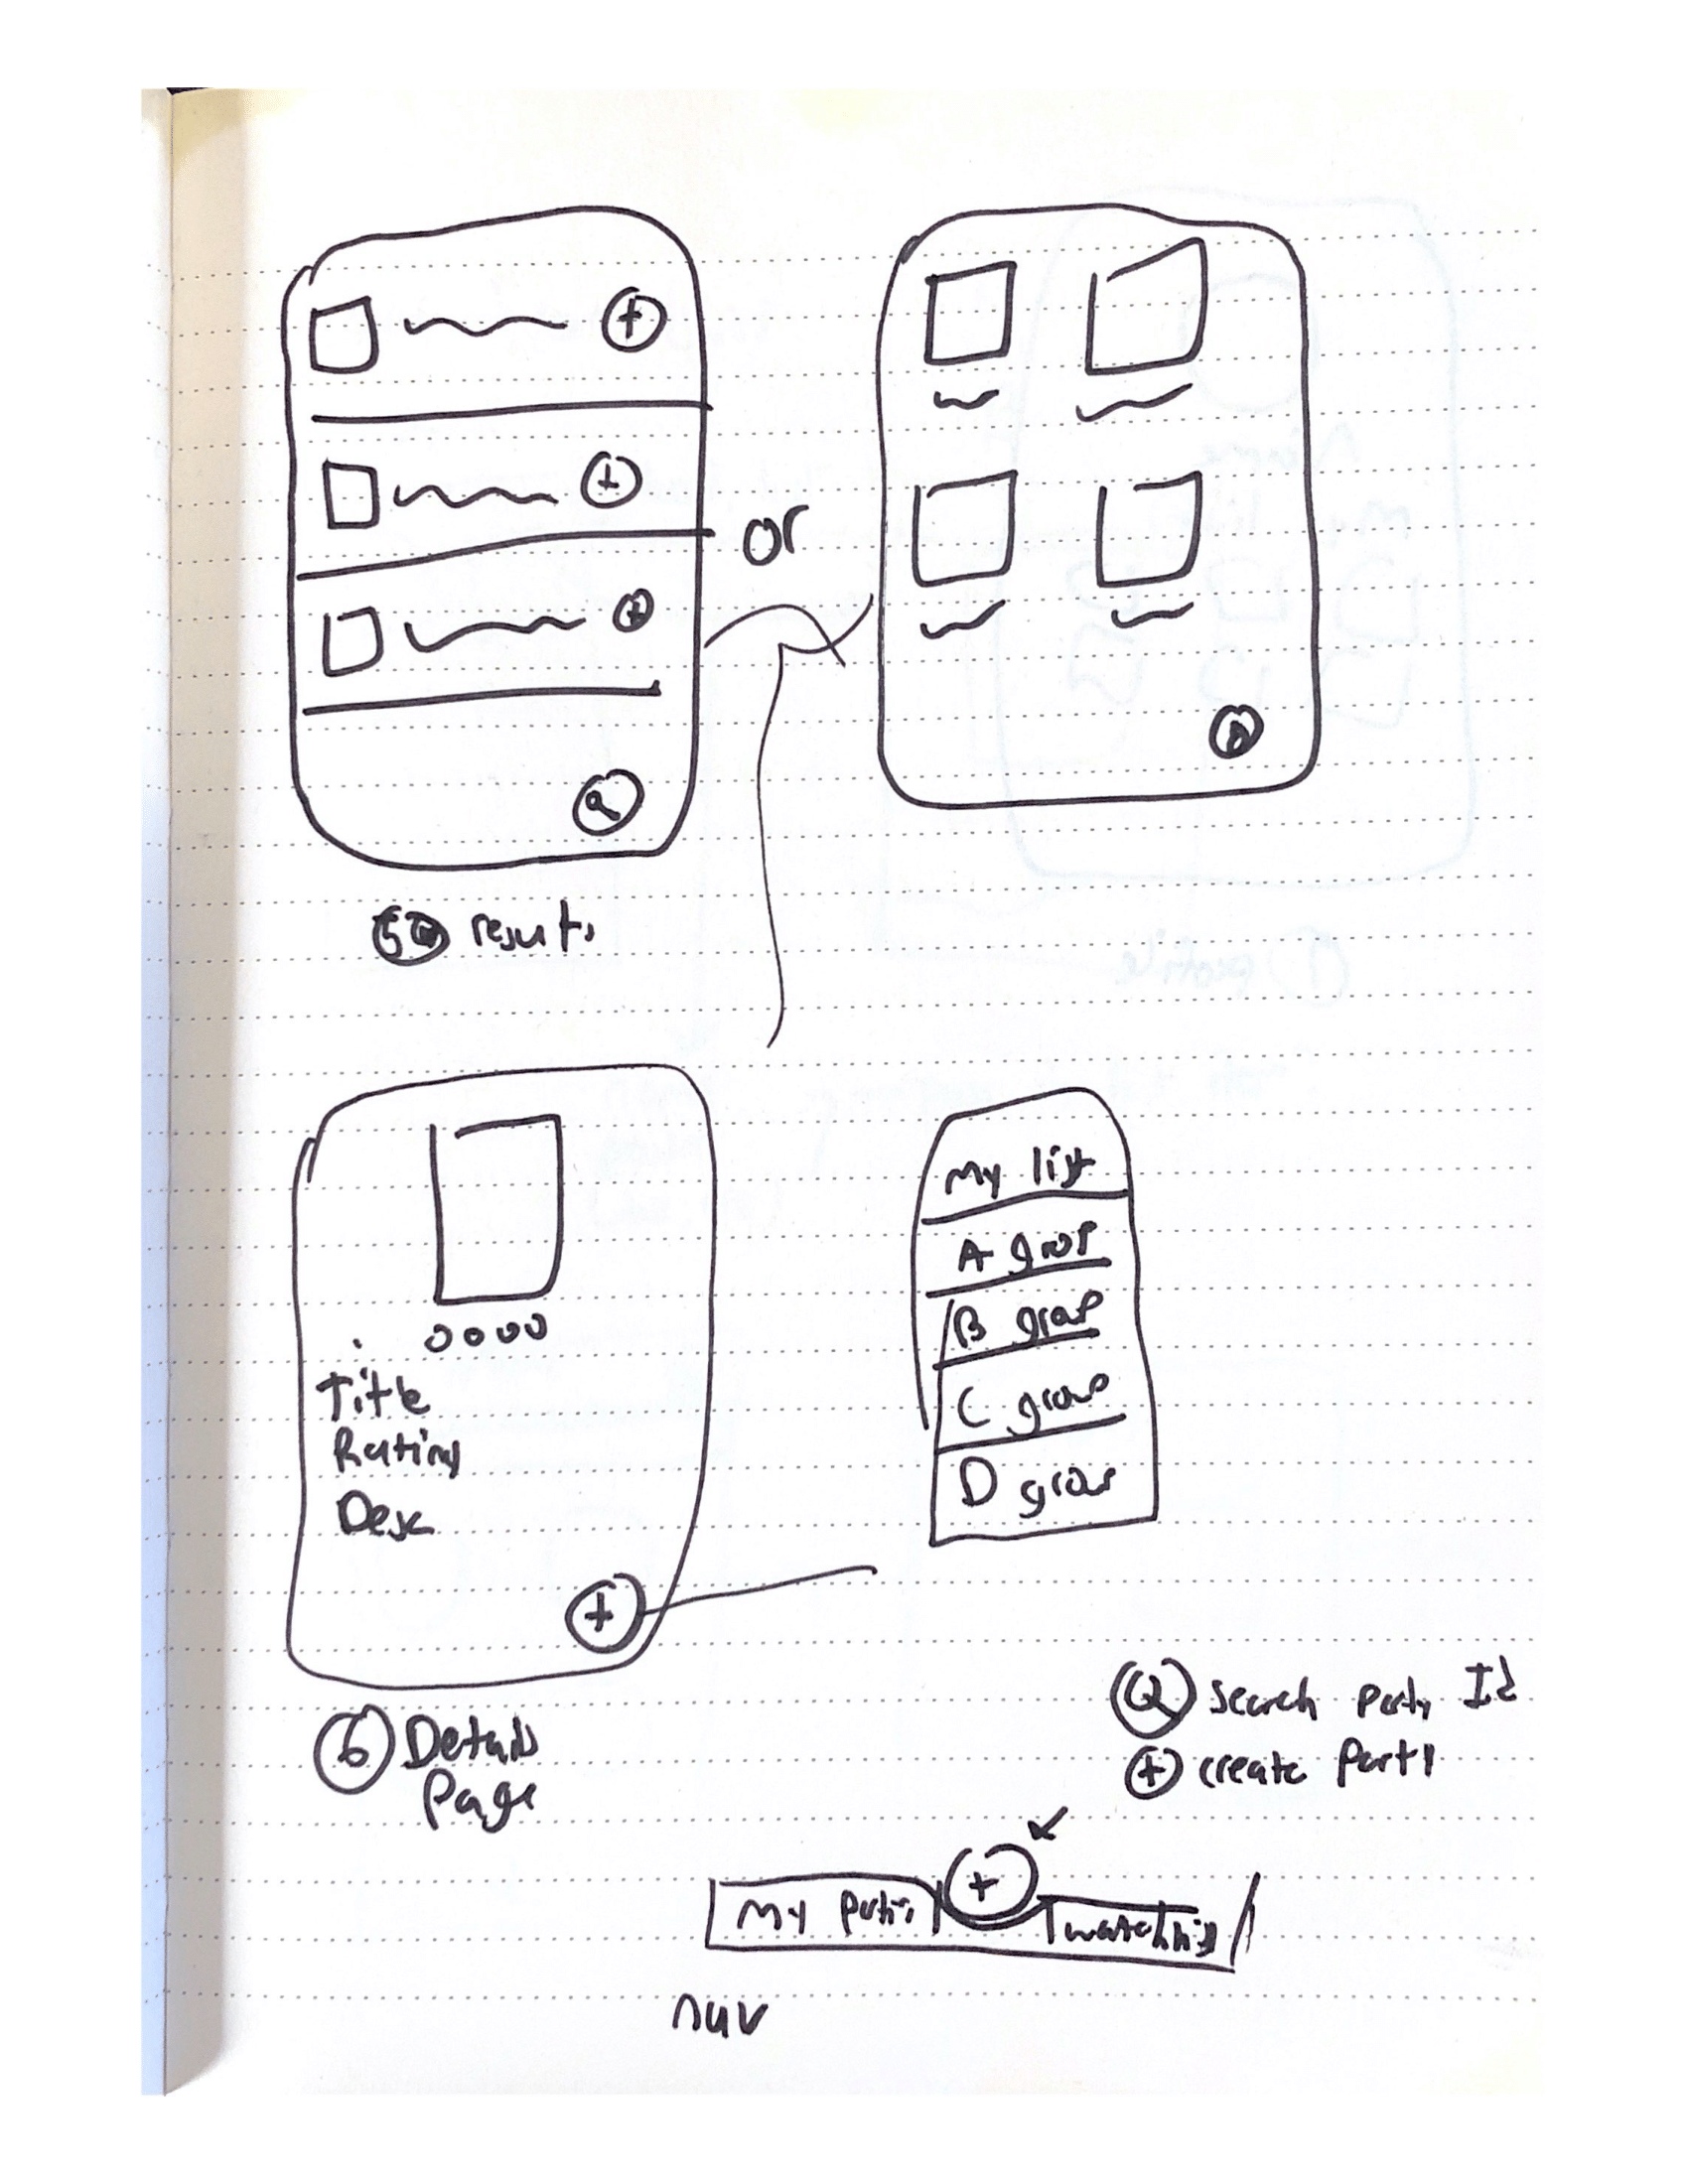 or
5 results
My list
A group
B group
C group
D group
Title
Rating
Desc
6 Details
Page
Search party Id
+ create party
My parties
+
watching
nav